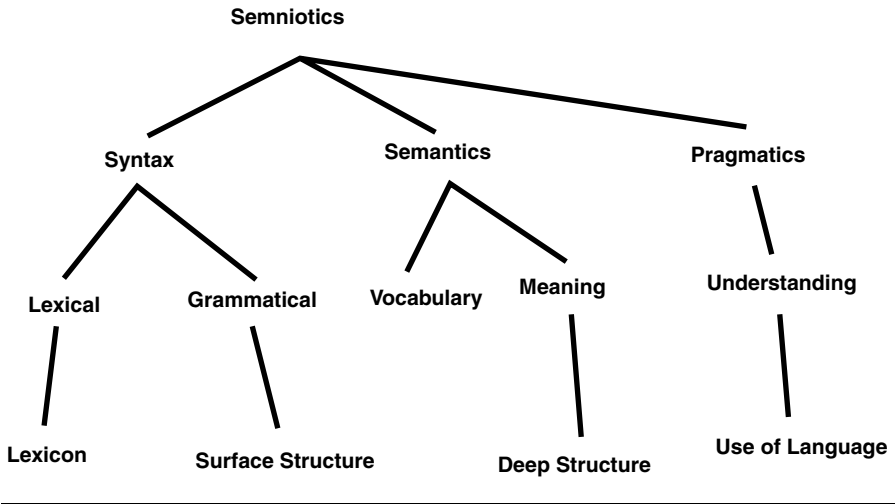 Semniotics
Syntax
Semantics
Pragmatics
Lexical
Grammatical
Vocabulary
Meaning
Understanding
Lexicon
Surface Structure
Deep Structure
Use of Language